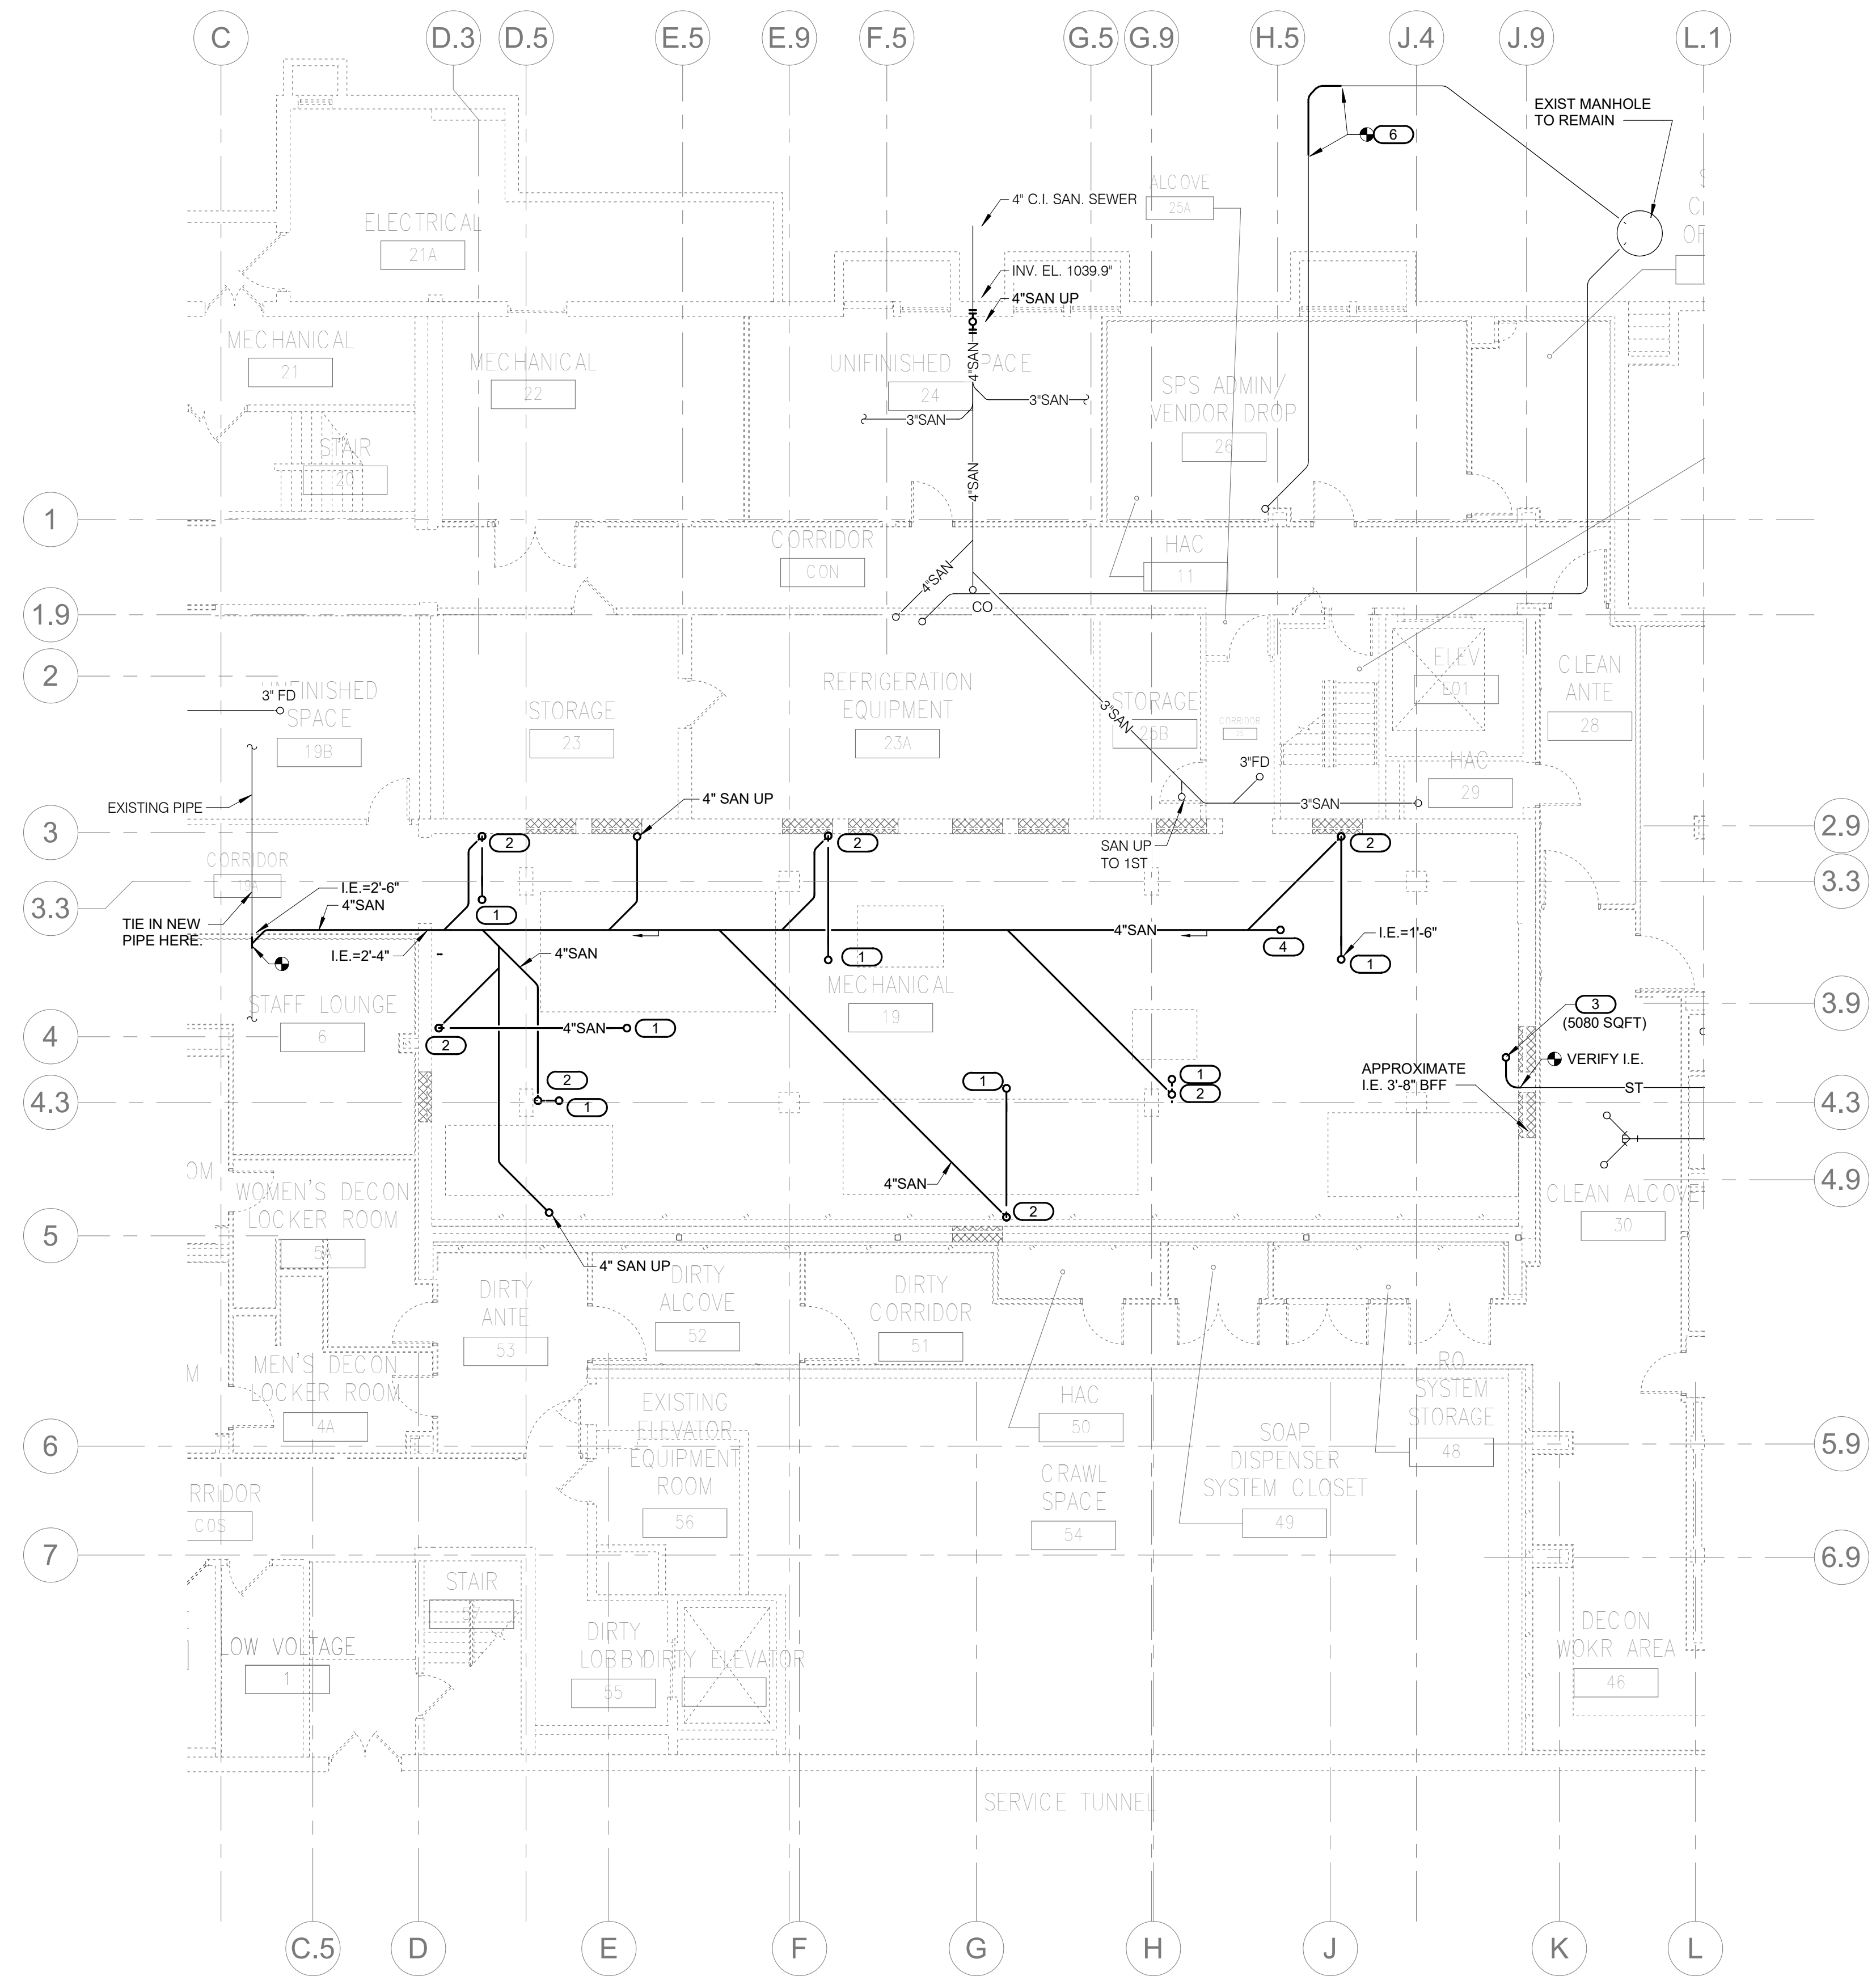 C
D.3
D.5
E.5
E.9
F.5
G.5
G.9
H.5
J.4
J.9
L.1
EXIST MANHOLE
TO REMAIN
6
ALCOVE
25A
4" C.I. SAN. SEWER
ELECTRICAL
21A
INV. EL. 1039.9"
4"SAN UP
MECHANICAL
21
MECHANICAL
22
4"SAN
UNIFINISHED SPACE
24
3"SAN
3"SAN
SPS ADMIN/
VENDOR DROP
26
STAIR
20
4"SAN
1
CORRIDOR
CON
HAC
11
4"SAN
CO
1.9
2
3" FD
UNFINISHED
SPACE
19B
STORAGE
23
REFRIGERATION
EQUIPMENT
23A
3"SAN
STORAGE
25B
CORRIDOR
ELEV
E01
CLEAN
ANTE
28
3"FD
HAC
29
3"SAN
EXISTING PIPE
4" SAN UP
3
2
2
2
2.9
SAN UP
TO 1ST
CORRIDOR
19A
3.3
3.3
I.E.=2'-6"
4"SAN
1
TIE IN NEW
PIPE HERE.
I.E.=2'-4"
4"SAN
4"SAN
4
I.E.=1'-6"
1
1
MECHANICAL
19
STAFF LOUNGE
6
3
(5080 SQFT)
3.9
4
4"SAN
1
2
VERIFY I.E.
APPROXIMATE
I.E. 3'-8" BFF
ST
2
1
1
1
2
4.3
4.3
4"SAN
2
4.9
OM
WOMEN'S DECON
LOCKER ROOM
CLEAN ALCOVE
30
5
4" SAN UP
DIRTY
ANTE
53
DIRTY
ALCOVE
52
DIRTY
CORRIDOR
51
M
MEN'S DECON
LOCKER ROOM
4A
EXISTING
ELEVATOR
EQUIPMENT
ROOM
56
HAC
50
RO
SYSTEM
STORAGE
48
6
5.9
SOAP
DISPENSER
SYSTEM CLOSET
49
CRAWL
SPACE
54
RRIDOR
COS
7
6.9
STAIR
57
LOW VOLTAGE
1
DIRTY
LOBBY
55
DIRTY ELEVATOR
DECON
WOKR AREA
46
SERVICE TUNNEL
C.5
D
E
F
G
H
J
K
L